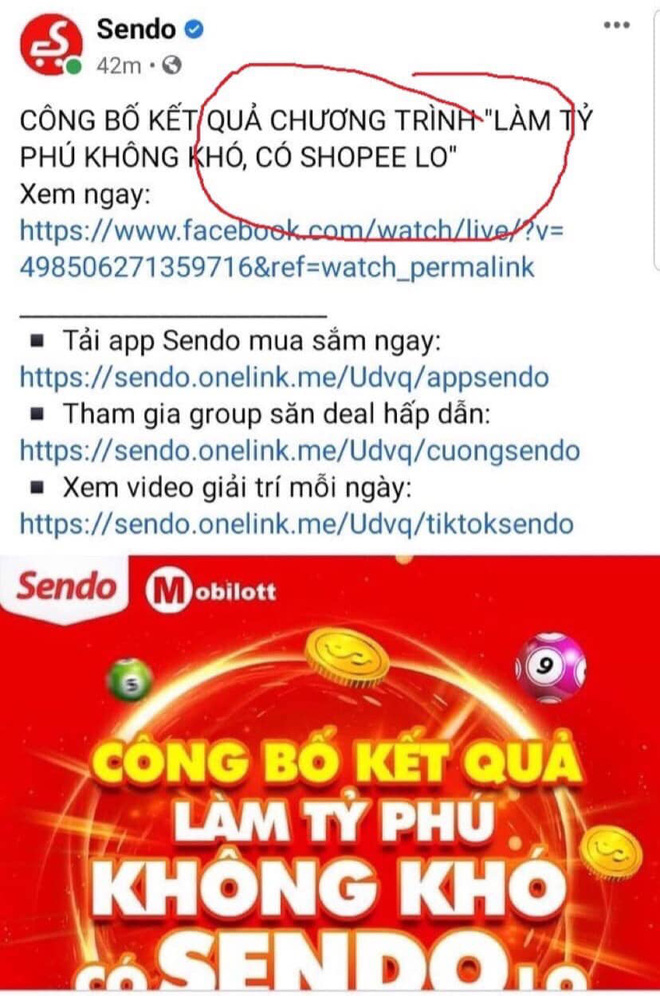 Sendo
42m
CÔNG BỐ KẾT QUẢ CHƯƠNG TRÌNH "LÀM TỶ
PHÚ KHÔNG KHÓ, CÓ SHOPEE LO"
Xem ngay:
https://www.facebook.com/watch/live/?v=
498506271359716&ref=watch_permalink
▪ Tải app Sendo mua sắm ngay:
https://sendo.onelink.me/Udvq/appsendo
▪ Tham gia group săn deal hấp dẫn:
https://sendo.onelink.me/Udvq/cuongsendo
▪ Xem video giải trí mỗi ngày:
https://sendo.onelink.me/Udvq/tiktoksendo
Sendo Mobilott
5
9
CÔNG BỐ KẾT QUẢ
LÀM TỶ PHÚ
KHÔNG KHÓ
CÓ SENDO LO